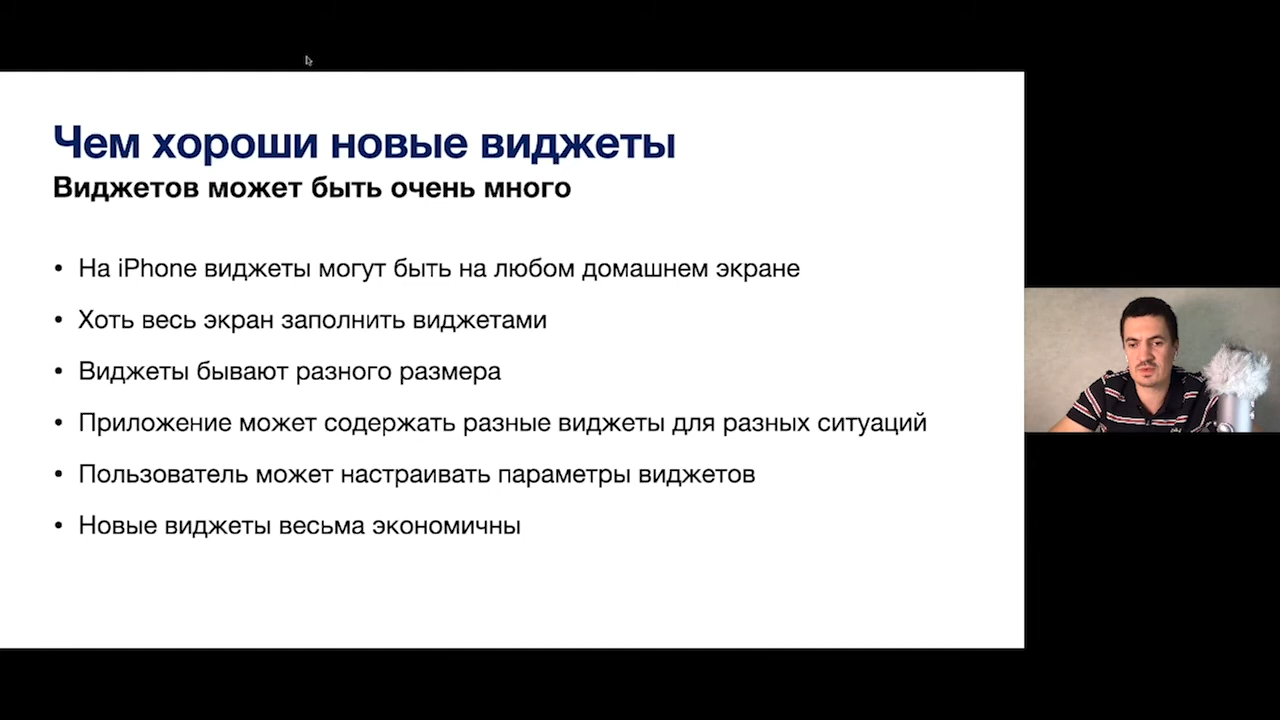 Чем хороши новые виджеты
Виджетов может быть очень много
• На iPhone виджеты могут быть на любом домашнем экране
• Хоть весь экран заполнить виджетами
• Виджеты бывают разного размера
• Приложение может содержать разные виджеты для разных ситуаций
• Пользователь может настраивать параметры виджетов
• Новые виджеты весьма экономичны